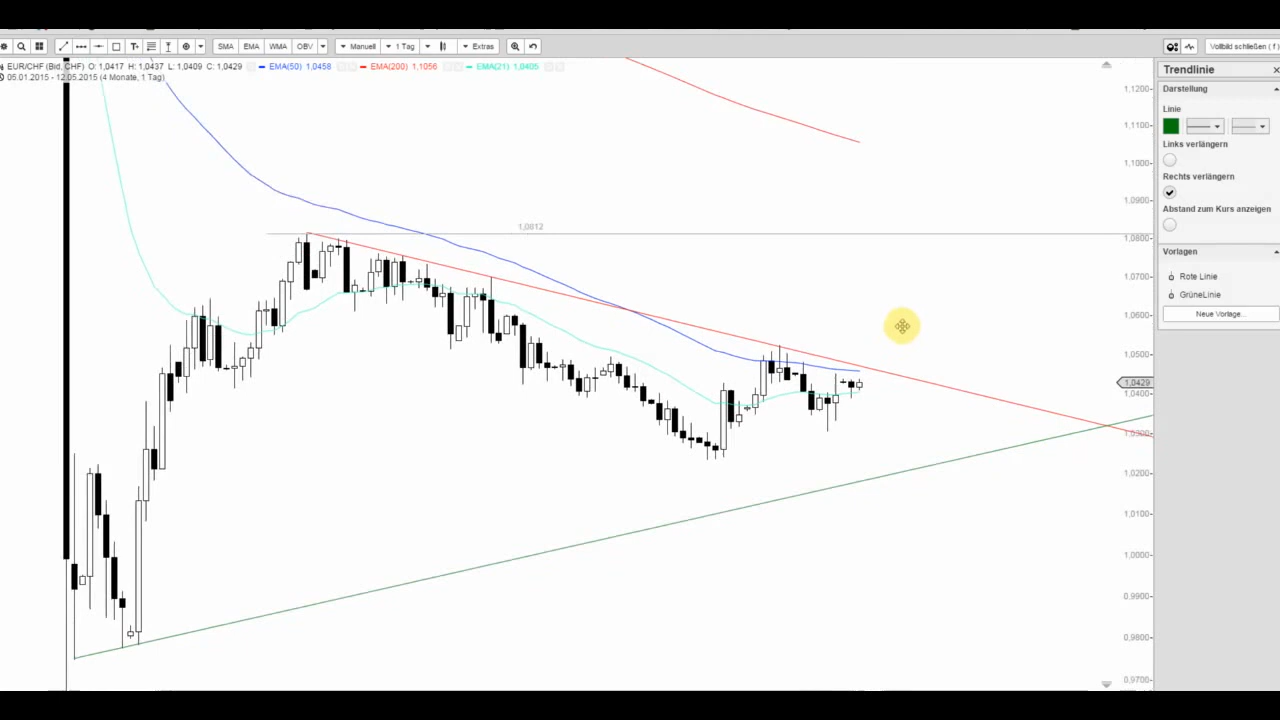 SMA EMA WMA OBV Manuell 1 Tag Extras Vollbild schließen ( f )
EUR/CHF (Bid, CHF) O: 1,0417 H: 1,0437 L: 1,0409 C: 1,0429 EMA(50) 1,0458 EMA(200) 1,1056 EMA(21) 1,0405
05.01.2015 - 12.05.2015 (4 Monate, 1 Tag)
Trendlinie
Darstellung
Linie
Links verlängern
Rechts verlängern
Abstand zum Kurs anzeigen
Vorlagen
Rote Linie
GrüneLinie
Neue Vorlage...
1,0812
1,1200
1,1100
1,1000
1,0900
1,0800
1,0700
1,0600
1,0500
1,0429
1,0400
1,0300
1,0200
1,0100
1,0000
0,9900
0,9800
0,9700